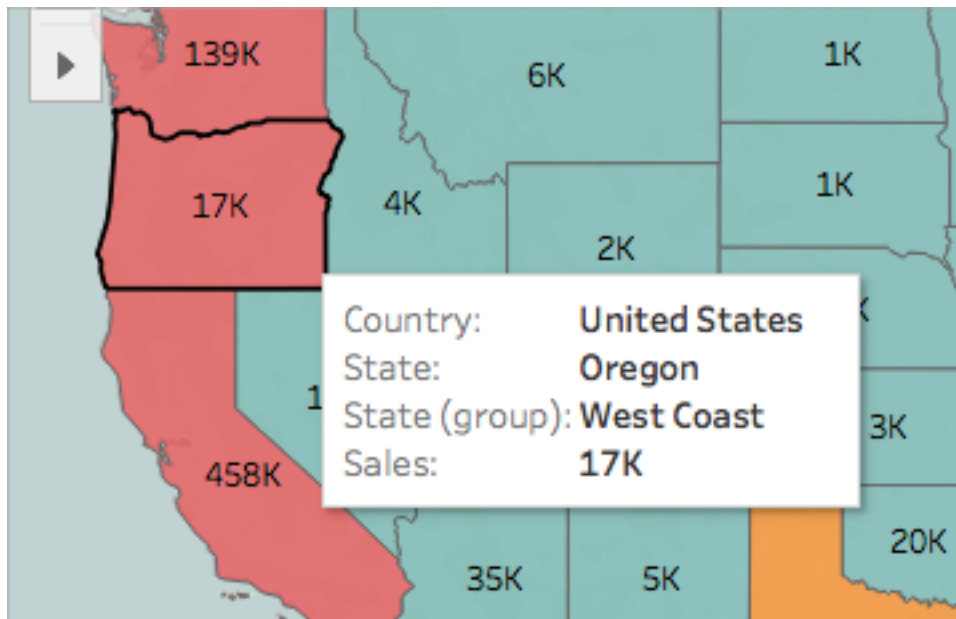 139K
6K
1K
17K
4K
1K
2K
Country: United States
State: Oregon
State (group): West Coast
Sales: 17K
3K
458K
20K
35K
5K